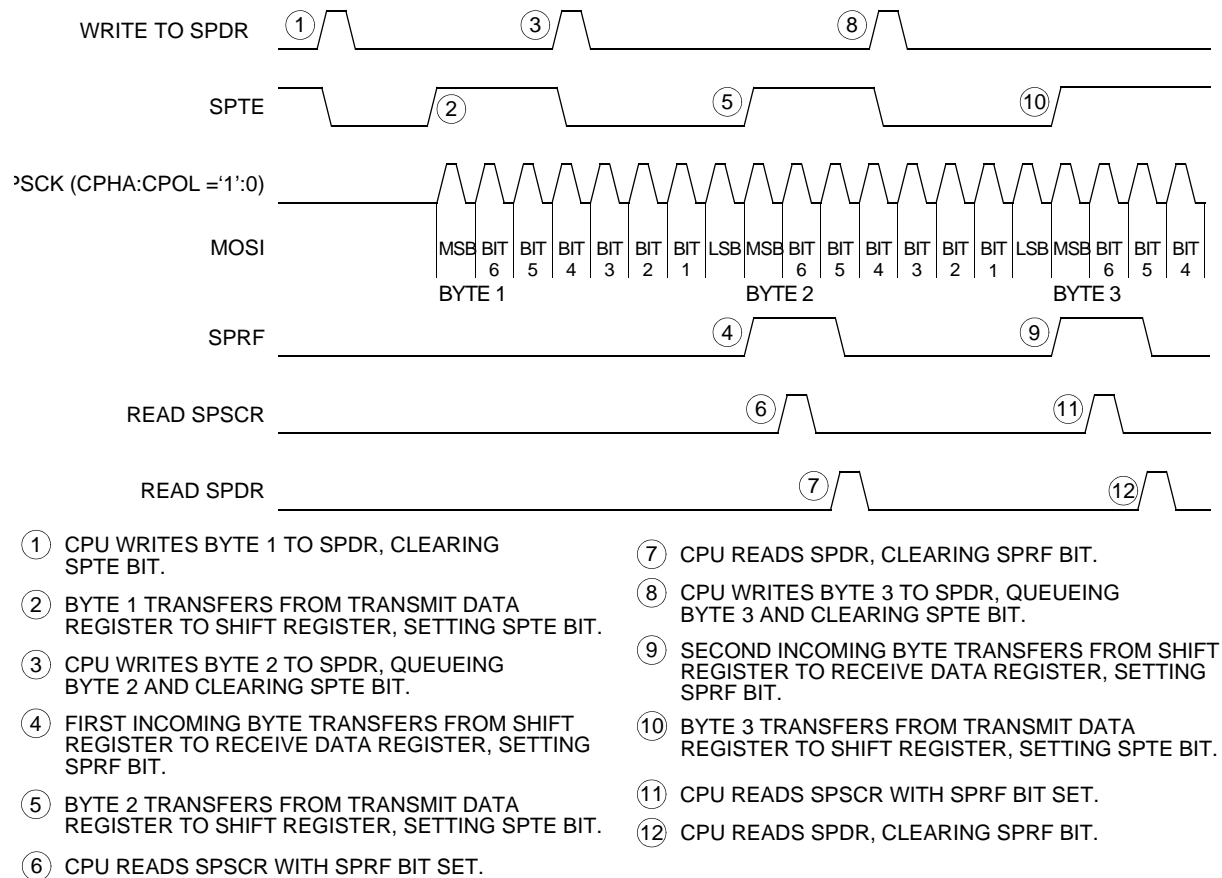 WRITE TO SPDR 1 3 8
SPTE 2 5 10
PSCK (CPHA:CPOL ='1':0)
MOSI MSB BIT BIT BIT BIT BIT BIT LSB MSB BIT BIT BIT BIT BIT BIT LSB MSB BIT BIT BIT
6 5 4 3 2 1 6 5 4 3 2 1 6 5 4
BYTE 1 BYTE 2 BYTE 3
SPRF 4 9
READ SPSCR 6 11
READ SPDR 7 12
1 CPU WRITES BYTE 1 TO SPDR, CLEARING
SPTE BIT.
2 BYTE 1 TRANSFERS FROM TRANSMIT DATA
REGISTER TO SHIFT REGISTER, SETTING SPTE BIT.
3 CPU WRITES BYTE 2 TO SPDR, QUEUEING
BYTE 2 AND CLEARING SPTE BIT.
4 FIRST INCOMING BYTE TRANSFERS FROM SHIFT
REGISTER TO RECEIVE DATA REGISTER, SETTING
SPRF BIT.
5 BYTE 2 TRANSFERS FROM TRANSMIT DATA
REGISTER TO SHIFT REGISTER, SETTING SPTE BIT.
6 CPU READS SPSCR WITH SPRF BIT SET.
7 CPU READS SPDR, CLEARING SPRF BIT.
8 CPU WRITES BYTE 3 TO SPDR, QUEUEING
BYTE 3 AND CLEARING SPTE BIT.
9 SECOND INCOMING BYTE TRANSFERS FROM SHIFT
REGISTER TO RECEIVE DATA REGISTER, SETTING
SPRF BIT.
10 BYTE 3 TRANSFERS FROM TRANSMIT DATA
REGISTER TO SHIFT REGISTER, SETTING SPTE BIT.
11 CPU READS SPSCR WITH SPRF BIT SET.
12 CPU READS SPDR, CLEARING SPRF BIT.